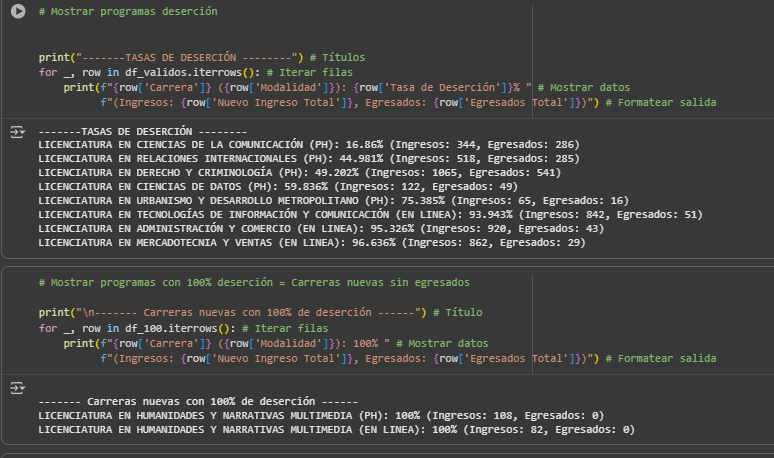 # Mostrar programas deserción
print("-------TASAS DE DESERCIÓN --------") # Títulos
for _, row in df_validos.iterrows(): # Iterar filas
    print(f"{row['Carrera']} ({row['Modalidad']}): {row['Tasa de Deserción']}% " # Mostrar datos
          f"(Ingresos: {row['Nuevo Ingreso Total']}, Egresados: {row['Egresados Total']})") # Formatear salida
-------TASAS DE DESERCIÓN --------
LICENCIATURA EN CIENCIAS DE LA COMUNICACIÓN (PH): 16.86% (Ingresos: 344, Egresados: 286)
LICENCIATURA EN RELACIONES INTERNACIONALES (PH): 44.981% (Ingresos: 518, Egresados: 285)
LICENCIATURA EN DERECHO Y CRIMINOLOGÍA (PH): 49.202% (Ingresos: 1065, Egresados: 541)
LICENCIATURA EN CIENCIAS DE DATOS (PH): 59.836% (Ingresos: 122, Egresados: 49)
LICENCIATURA EN URBANISMO Y DESARROLLO METROPOLITANO (PH): 75.385% (Ingresos: 65, Egresados: 16)
LICENCIATURA EN TECNOLOGÍAS DE INFORMACIÓN Y COMUNICACIÓN (EN LINEA): 93.943% (Ingresos: 842, Egresados: 51)
LICENCIATURA EN ADMINISTRACIÓN Y COMERCIO (EN LINEA): 95.326% (Ingresos: 920, Egresados: 43)
LICENCIATURA EN MERCADOTECNIA Y VENTAS (EN LINEA): 96.636% (Ingresos: 862, Egresados: 29)
# Mostrar programas con 100% deserción = Carreras nuevas sin egresados
print("\n------- Carreras nuevas con 100% de deserción ------") # Título
for _, row in df_100.iterrows(): # Iterar filas
    print(f"{row['Carrera']} ({row['Modalidad']}): 100% " # Mostrar datos
          f"(Ingresos: {row['Nuevo Ingreso Total']}, Egresados: {row['Egresados Total']})") # Formatear salida
------- Carreras nuevas con 100% de deserción ------
LICENCIATURA EN HUMANIDADES Y NARRATIVAS MULTIMEDIA (PH): 100% (Ingresos: 108, Egresados: 0)
LICENCIATURA EN HUMANIDADES Y NARRATIVAS MULTIMEDIA (EN LINEA): 100% (Ingresos: 82, Egresados: 0)